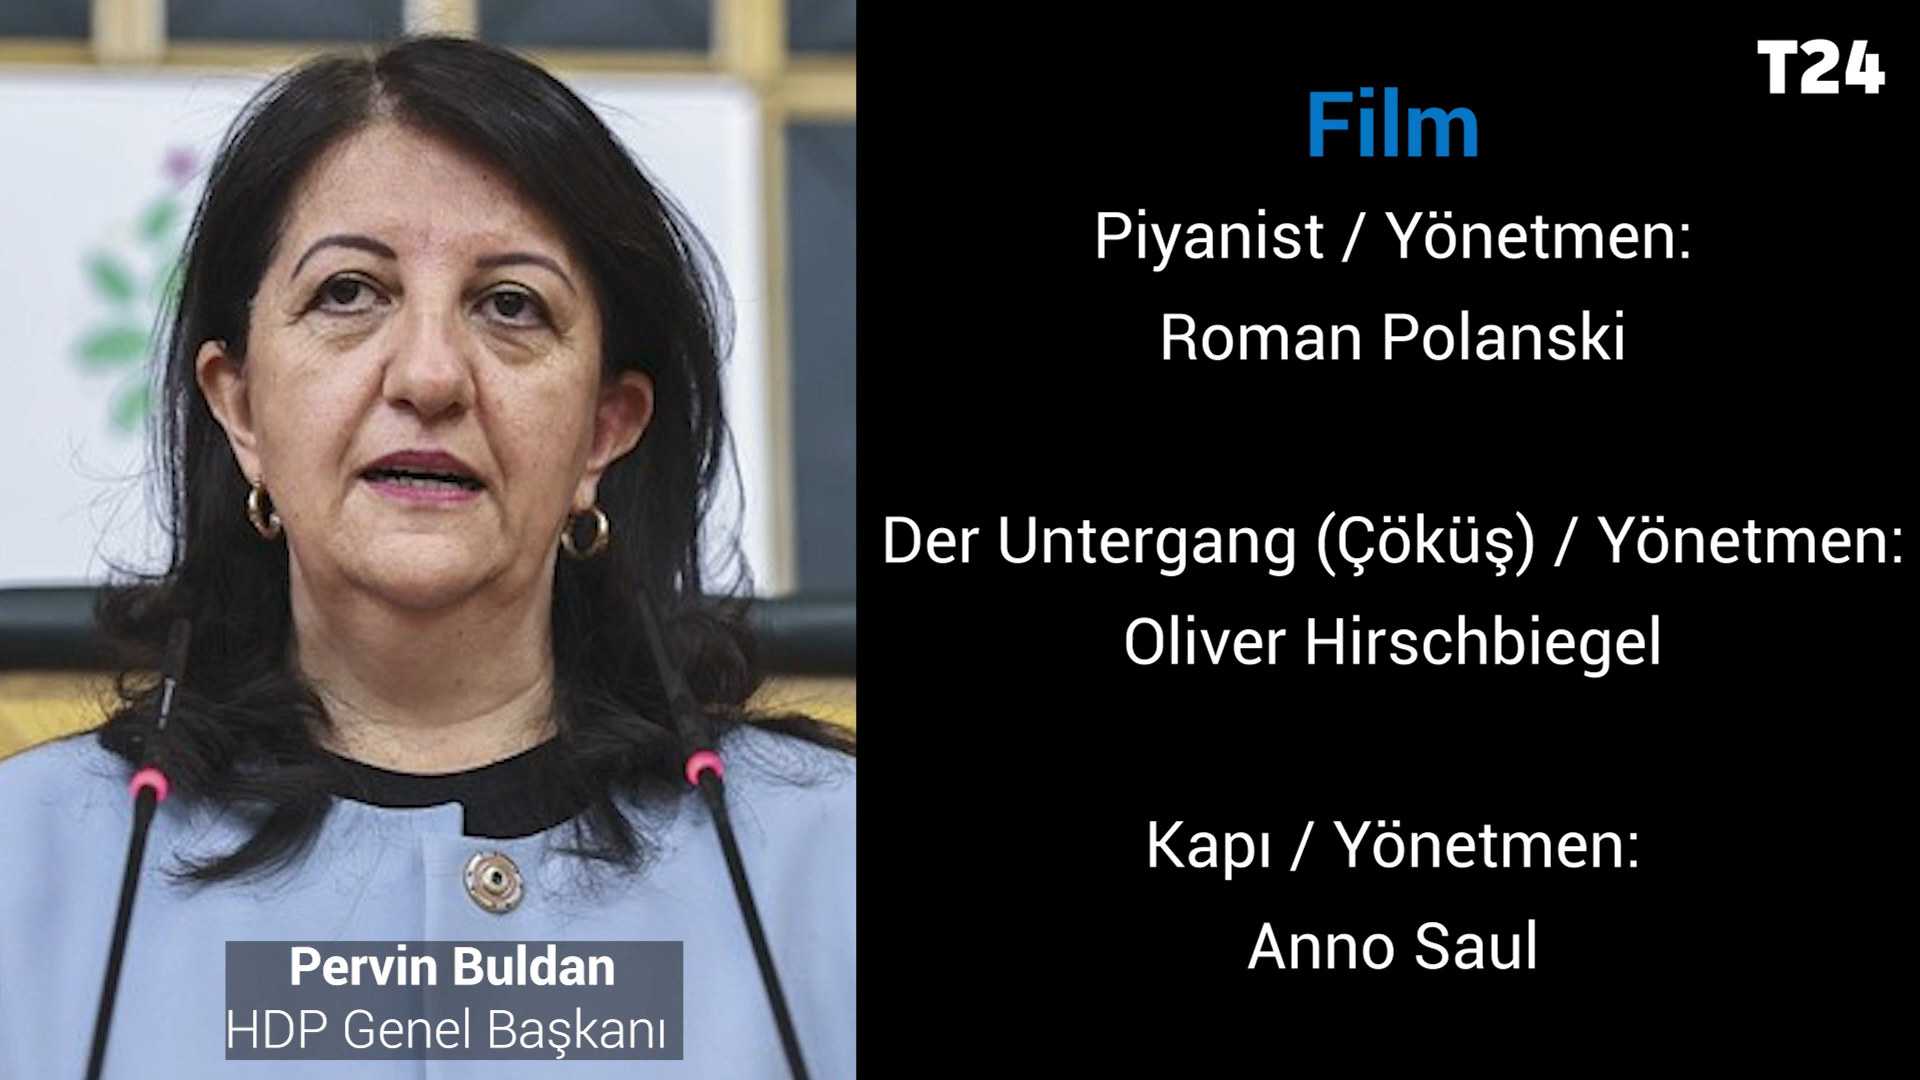 T24
Film
Piyanist / Yönetmen:
Roman Polanski
Der Untergang (Çöküş) / Yönetmen:
Oliver Hirschbiegel
Kapı / Yönetmen:
Anno Saul
Pervin Buldan
HDP Genel Başkanı